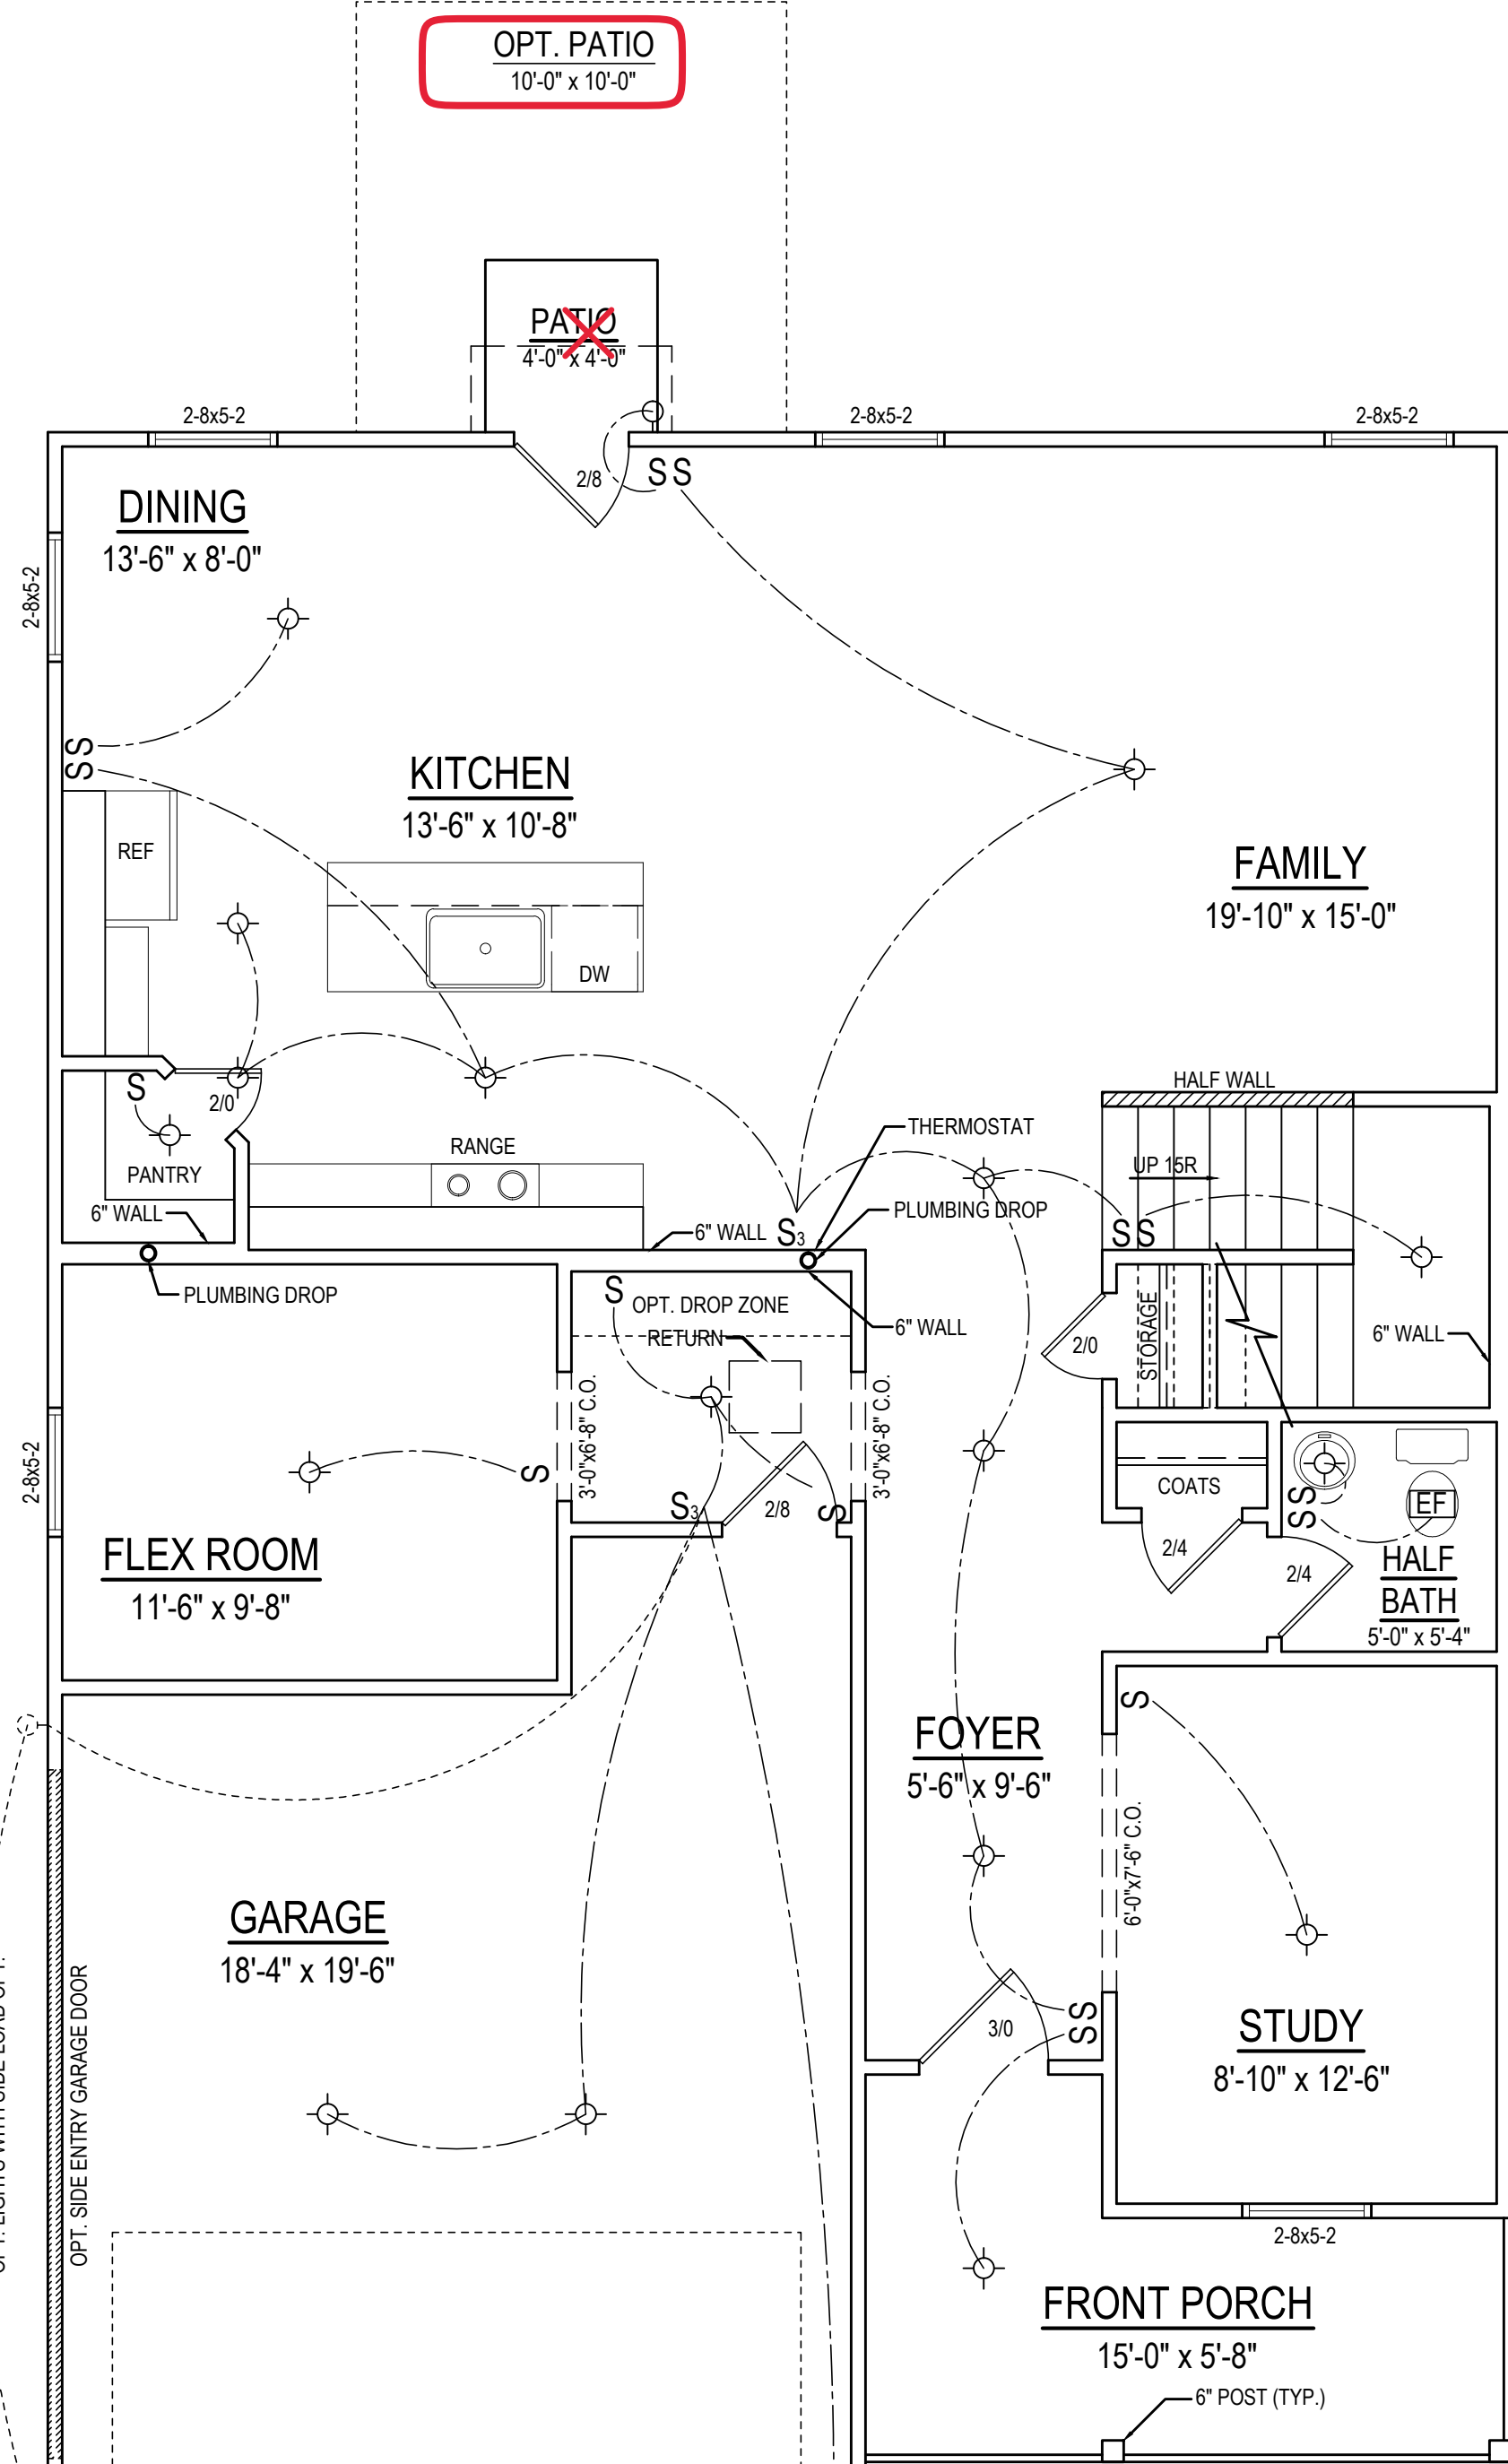 OPT. PATIO
10'-0" x 10'-0"
PATIO
4'-0" x 4'-0"
2-8x5-2
2-8x5-2
2-8x5-2
2/8
SS
DINING
13'-6" x 8'-0"
2-8x5-2
SS
KITCHEN
13'-6" x 10'-8"
REF
DW
FAMILY
19'-10" x 15'-0"
HALF WALL
S
2/0
PANTRY
6" WALL
RANGE
THERMOSTAT
UP 15R
PLUMBING DROP
6" WALL
S3
SS
PLUMBING DROP
S
OPT. DROP ZONE
RETURN
6" WALL
2/0
STORAGE
6" WALL
3'-0"x6'-8" C.O.
3'-0"x6'-8" C.O.
2-8x5-2
S
S3
2/8
S
COATS
SS
EF
2/4
2/4
HALF
BATH
5'-0" x 5'-4"
FLEX ROOM
11'-6" x 9'-8"
S
FOYER
5'-6" x 9'-6"
6'-0"x7'-6" C.O.
GARAGE
18'-4" x 19'-6"
OPT. SIDE ENTRY GARAGE DOOR
3/0
SS
STUDY
8'-10" x 12'-6"
2-8x5-2
FRONT PORCH
15'-0" x 5'-8"
6" POST (TYP.)